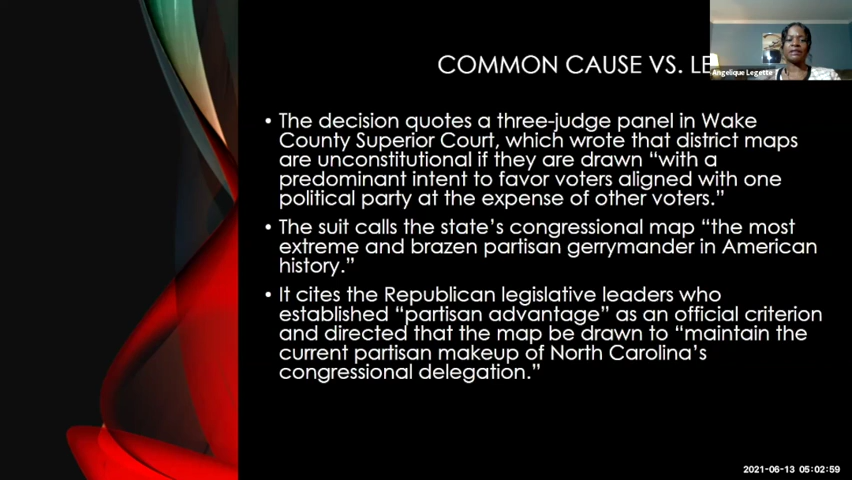 COMMON CAUSE VS. LE
Angelique Legette
• The decision quotes a three-judge panel in Wake
County Superior Court, which wrote that district maps
are unconstitutional if they are drawn “with a
predominant intent to favor voters aligned with one
political party at the expense of other voters.”
• The suit calls the state’s congressional map “the most
extreme and brazen partisan gerrymander in American
history.”
• It cites the Republican legislative leaders who
established “partisan advantage” as an official criterion
and directed that the map be drawn to “maintain the
current partisan makeup of North Carolina’s
congressional delegation.”
2021-06-13 05:02:59